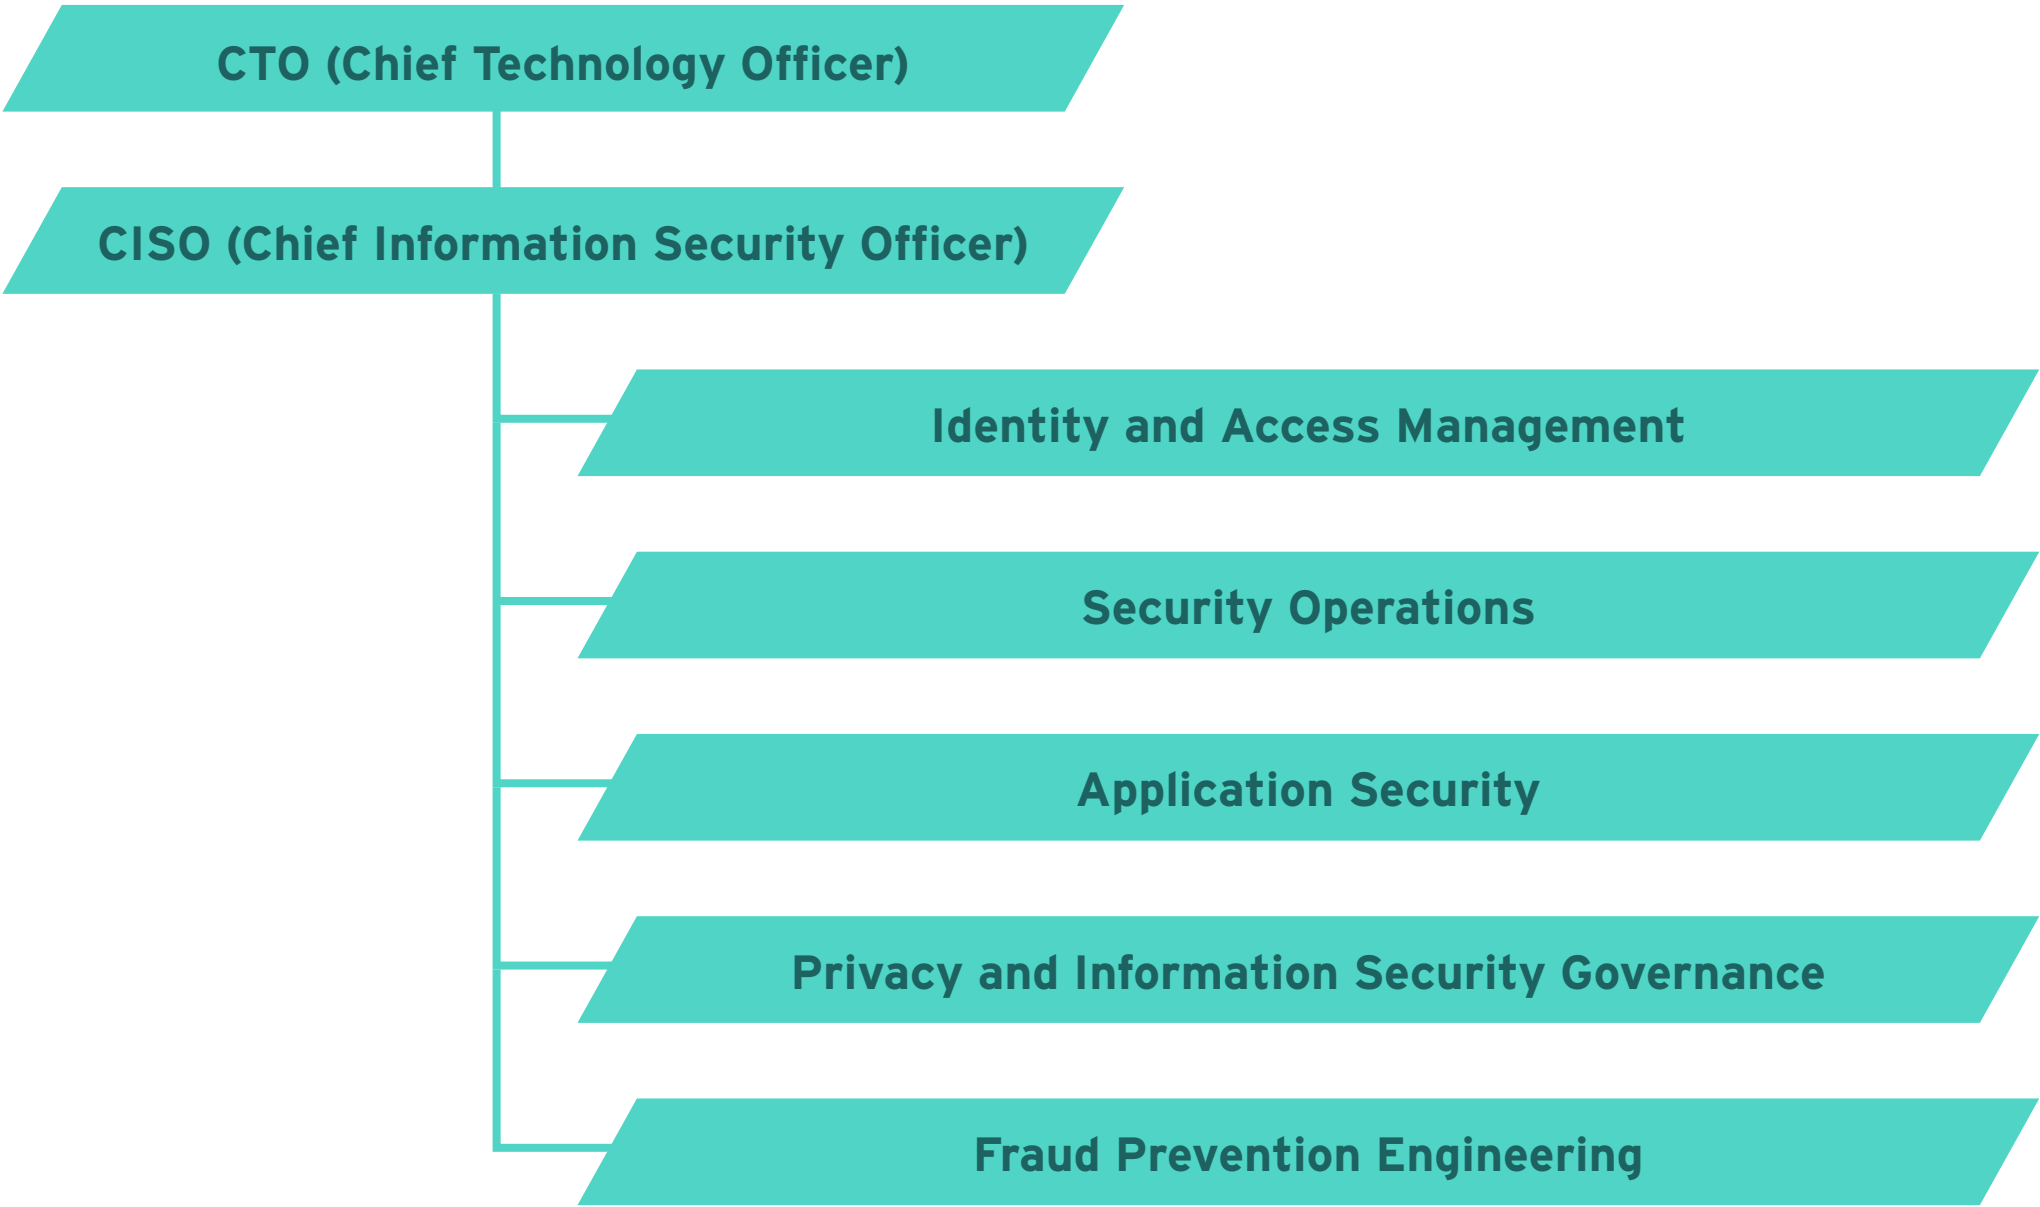 CTO (Chief Technology Officer)
CISO (Chief Information Security Officer)
Identity and Access Management
Security Operations
Application Security
Privacy and Information Security Governance
Fraud Prevention Engineering